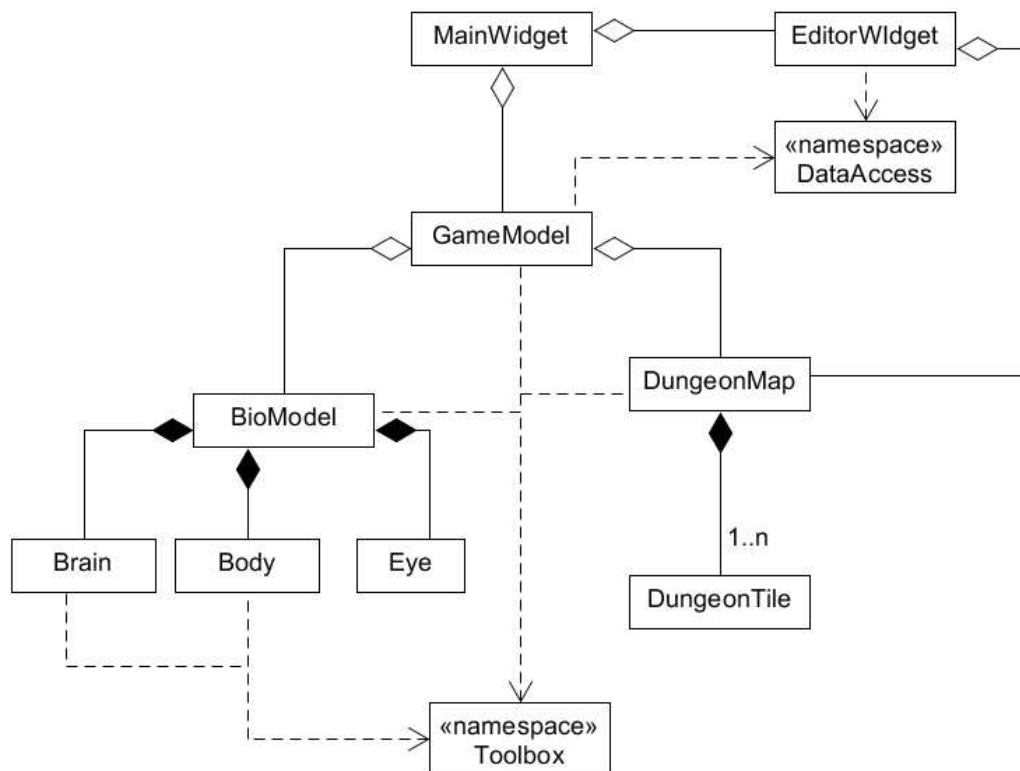 MainWidget
EditorWIdget
«namespace»
DataAccess
GameModel
DungeonMap
BioModel
1..n
Brain
Body
Eye
DungeonTile
«namespace»
Toolbox